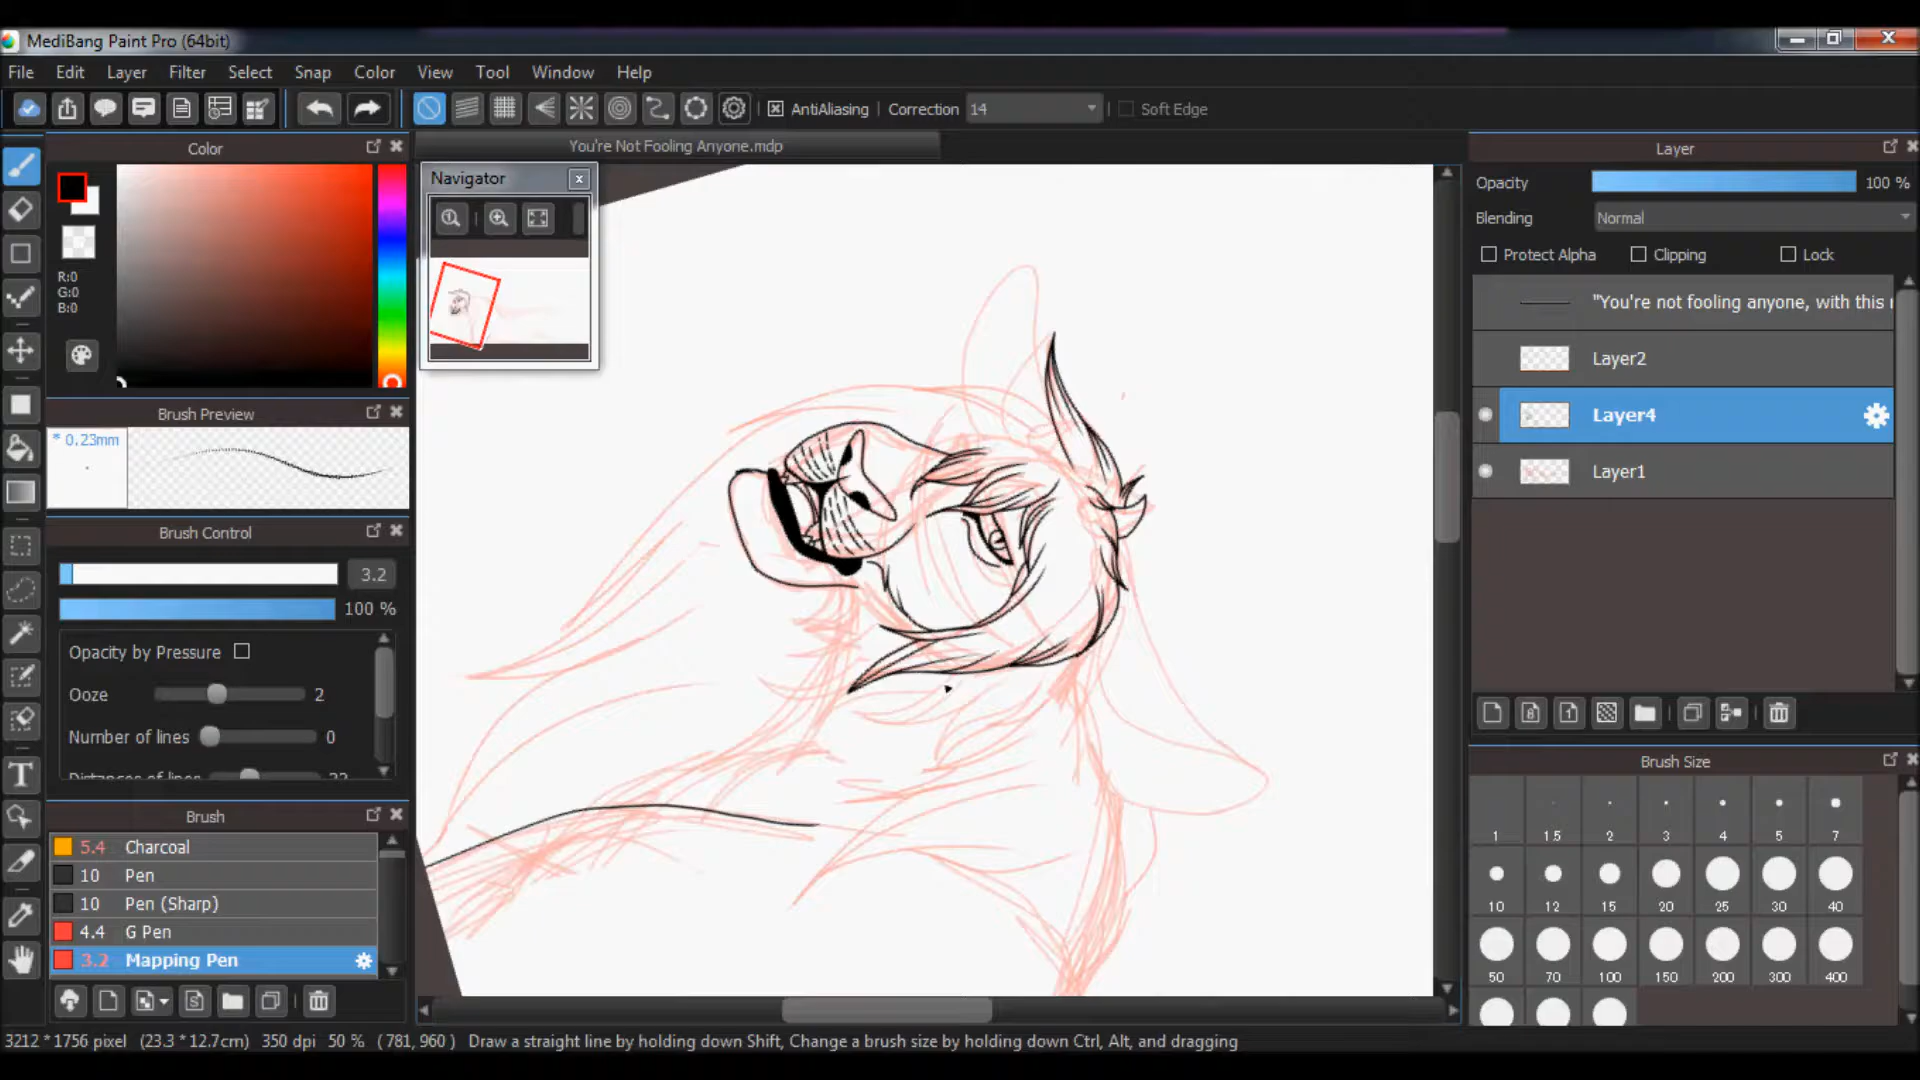 MediBang Paint Pro (64bit)
File Edit Layer Filter Select Snap Color View Tool Window Help
AntiAliasing Correction 14 Soft Edge
Color
You're Not Fooling Anyone.mdp
Layer
Navigator
Opacity 100 %
Blending Normal
Protect Alpha Clipping Lock
R:0
G:0
B:0
"You're not fooling anyone, with this
Layer2
Layer4
Layer1
Brush Preview
* 0.23mm
Brush Control
3.2
100 %
Opacity by Pressure
Ooze 2
Number of lines 0
Distances of lines
Brush
5.4 Charcoal
10 Pen
10 Pen (Sharp)
4.4 G Pen
3.2 Mapping Pen
Brush Size
1 1.5 2 3 4 5 7
10 12 15 20 25 30 40
50 70 100 150 200 300 400
3212 * 1756 pixel (23.3 * 12.7cm) 350 dpi 50 % ( 781, 960 ) Draw a straight line by holding down Shift, Change a brush size by holding down Ctrl, Alt, and dragging